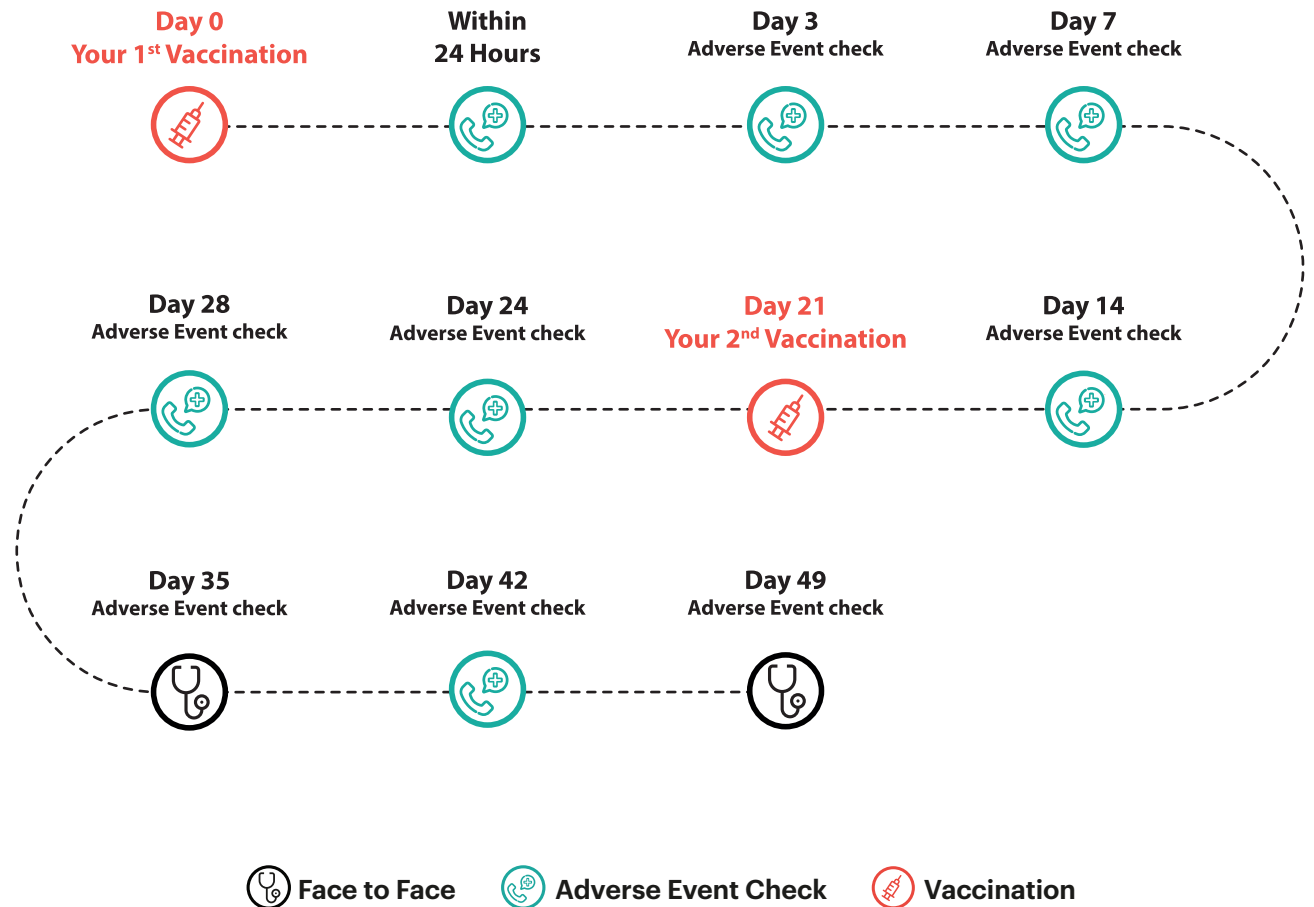 Day 0
Your 1st Vaccination
Within
24 Hours
Day 3
Adverse Event check
Day 7
Adverse Event check
Day 28
Adverse Event check
Day 24
Adverse Event check
Day 21
Your 2nd Vaccination
Day 14
Adverse Event check
Day 35
Adverse Event check
Day 42
Adverse Event check
Day 49
Adverse Event check
Face to Face
Adverse Event Check
Vaccination